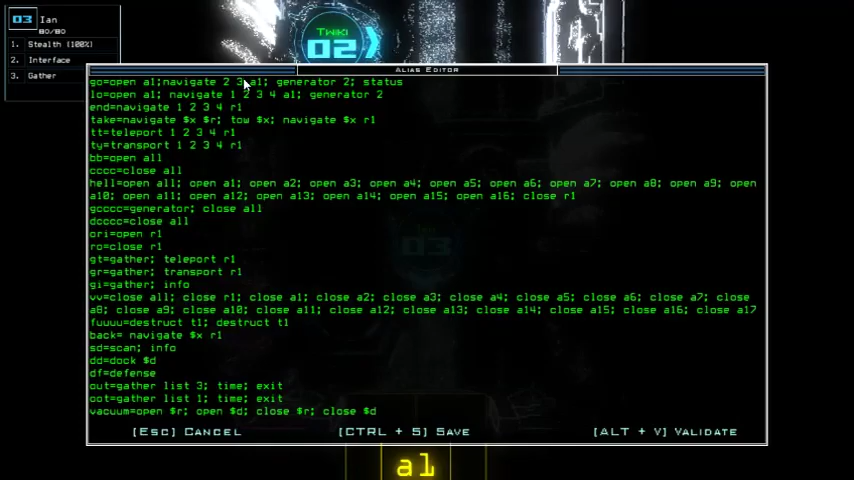 03 Ian
80/80
1. Stealth (100%)
2. Interface
3. Gather
Twiki
02
Alias Editor
go=open a1;navigate 2 3 a1; generator 2; status
lo=open a1; navigate 1 2 3 4 a1; generator 2
end=navigate 1 2 3 4 r1
take=navigate $x $r; tow $x; navigate $x r1
tt=teleport 1 2 3 4 r1
ty=transport 1 2 3 4 r1
bb=open all
cccc=close all
hell=open all; open a1; open a2; open a3; open a4; open a5; open a6; open a7; open a8; open a9; open
a10; open a11; open a12; open a13; open a14; open a15; open a16; close r1
gcccc=generator; close all
dcccc=close all
ori=open r1
ro=close r1
gt=gather; teleport r1
gr=gather; transport r1
gi=gather; info
vv=close all; close r1; close a1; close a2; close a3; close a4; close a5; close a6; close a7; close
a8; close a9; close a10; close a11; close a12; close a13; close a14; close a15; close a16; close a17
fuuuu=destruct t1; destruct t1
back= navigate $x r1
sd=scan; info
dd=dock $d
df=defense
out=gather list 3; time; exit
oot=gather list 1; time; exit
vacuum=open $r; open $d; close $r; close $d
[Esc] Cancel [CTRL + S] Save [ALT + V] Validate
03
a1